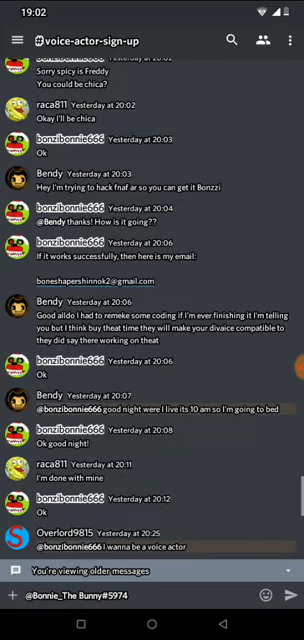 19:02
#voice-actor-sign-up
bonzibonnie666 Yesterday at 20:02
Sorry spicy is Freddy
You could be chica?
raca811 Yesterday at 20:02
Okay I'll be chica
bonzibonnie666 Yesterday at 20:03
Ok
Bendy Yesterday at 20:03
Hey I'm trying to hack fnaf ar so you can get it Bonzzi
bonzibonnie666 Yesterday at 20:04
@Bendy thanks! How is it going??
bonzibonnie666 Yesterday at 20:06
If it works successfully, then here is my email:
boneshapershinnok2@gmail.com
Bendy Yesterday at 20:06
Good alldo I had to remeke some coding if I'm ever finishing it I'm telling
you but I think buy theat time they will make your divaice compatible to
they did say there working on theat
bonzibonnie666 Yesterday at 20:06
Ok
Bendy Yesterday at 20:07
@bonzibonnie666 good night were I live its 10 am so I'm going to bed
bonzibonnie666 Yesterday at 20:08
Ok good night!
raca811 Yesterday at 20:11
I'm done with mine
bonzibonnie666 Yesterday at 20:12
Ok
Overlord9815 Yesterday at 20:25
@bonzibonnie666 I wanna be a voice actor
You're viewing older messages
@Bonnie_The Bunny#5974